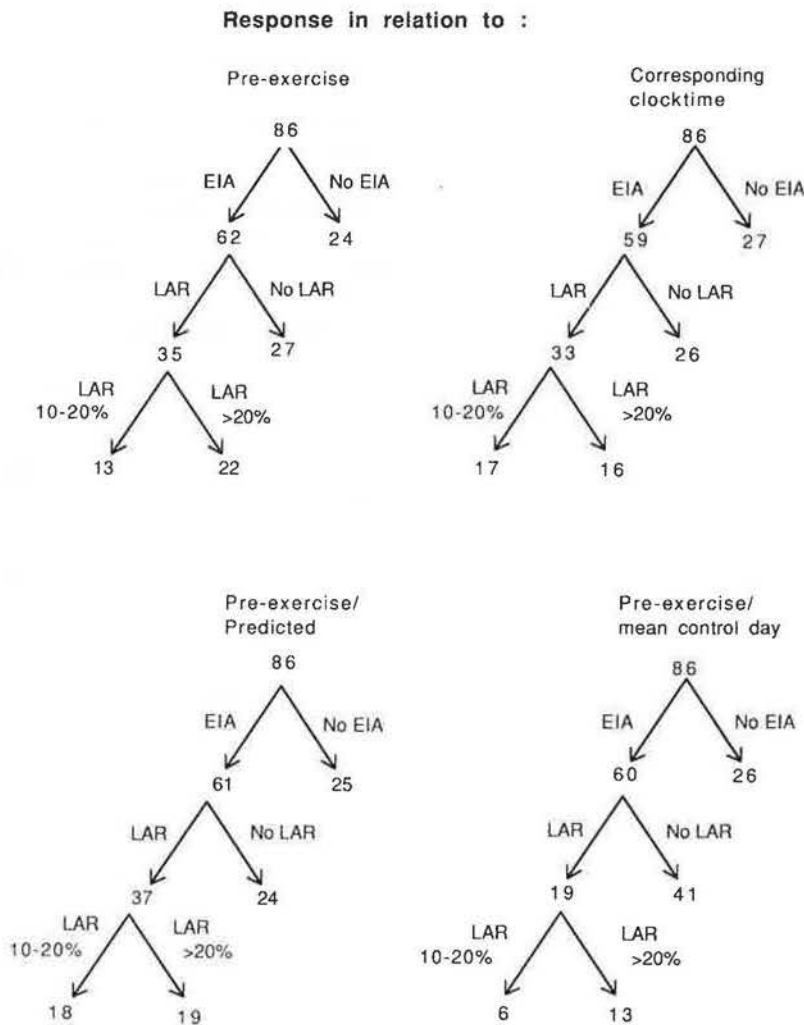 Response in relation to :
Pre-exercise
86
EIA
No EIA
62
24
LAR
No LAR
35
27
LAR
10-20%
LAR
>20%
13
22
Corresponding
clocktime
86
EIA
No EIA
59
27
LAR
No LAR
33
26
LAR
10-20%
LAR
>20%
17
16
Pre-exercise/
Predicted
86
EIA
No EIA
61
25
LAR
No LAR
37
24
LAR
10-20%
LAR
>20%
18
19
Pre-exercise/
mean control day
86
EIA
No EIA
60
26
LAR
No LAR
19
41
LAR
10-20%
LAR
>20%
6
13